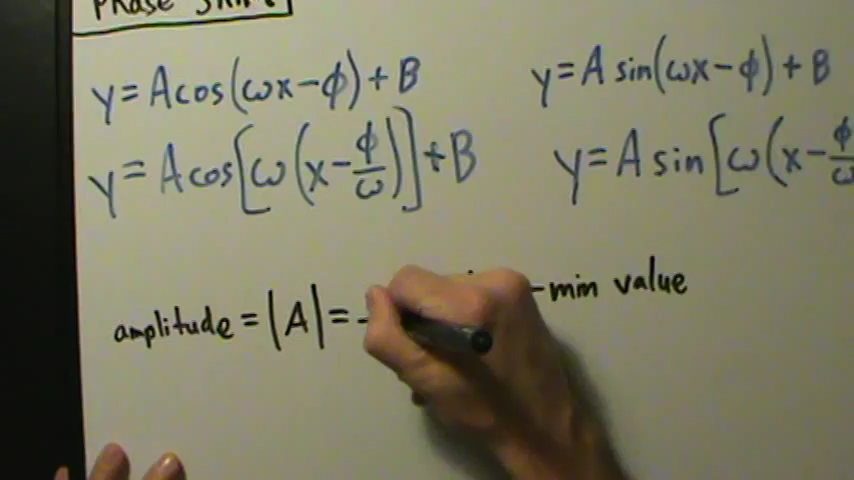 Phase Shift
y = A cos(ωx − ϕ) + B
y = A sin(ωx − ϕ) + B
y = A cos[ω(x − ϕ/ω)] + B
y = A sin[ω(x − ϕ/ω
amplitude = |A| =
− min value